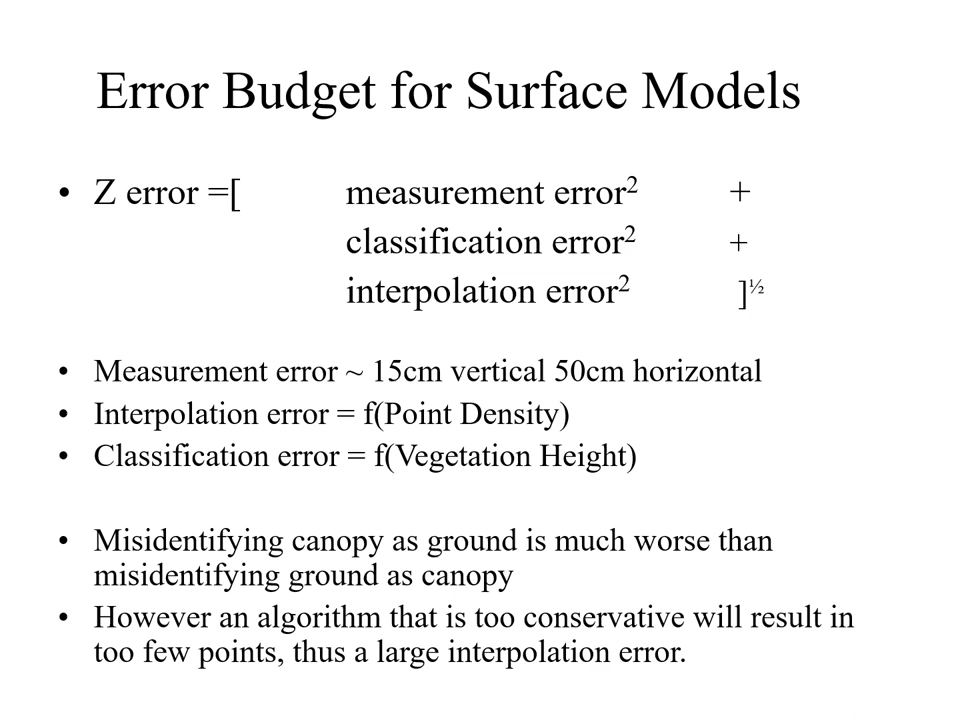 Error Budget for Surface Models
• Z error =[ measurement error² +
classification error² +
interpolation error² ]½
• Measurement error ~ 15cm vertical 50cm horizontal
• Interpolation error = f(Point Density)
• Classification error = f(Vegetation Height)
• Misidentifying canopy as ground is much worse than
misidentifying ground as canopy
• However an algorithm that is too conservative will result in
too few points, thus a large interpolation error.